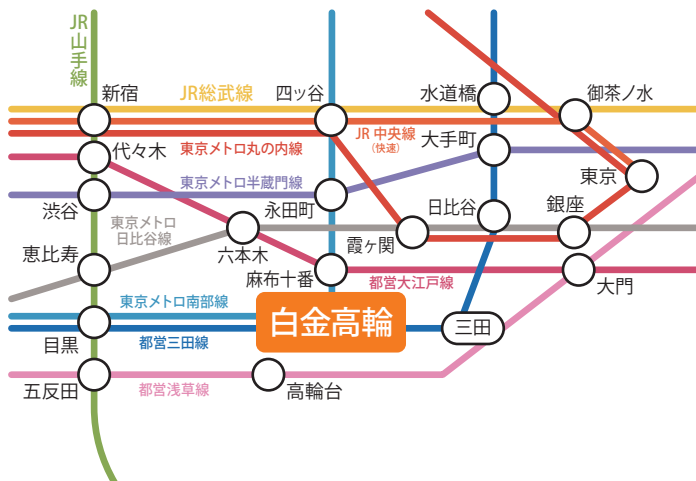 JR山手線
新宿
JR総武線
四ッ谷
水道橋
御茶ノ水
代々木
東京メトロ丸の内線
JR 中央線
(快速)
大手町
東京メトロ半蔵門線
東京
渋谷
永田町
日比谷
銀座
東京メトロ
日比谷線
恵比寿
六本木
霞ヶ関
麻布十番
都営大江戸線
大門
東京メトロ南部線
白金高輪
三田
目黒
都営三田線
五反田
都営浅草線
高輪台